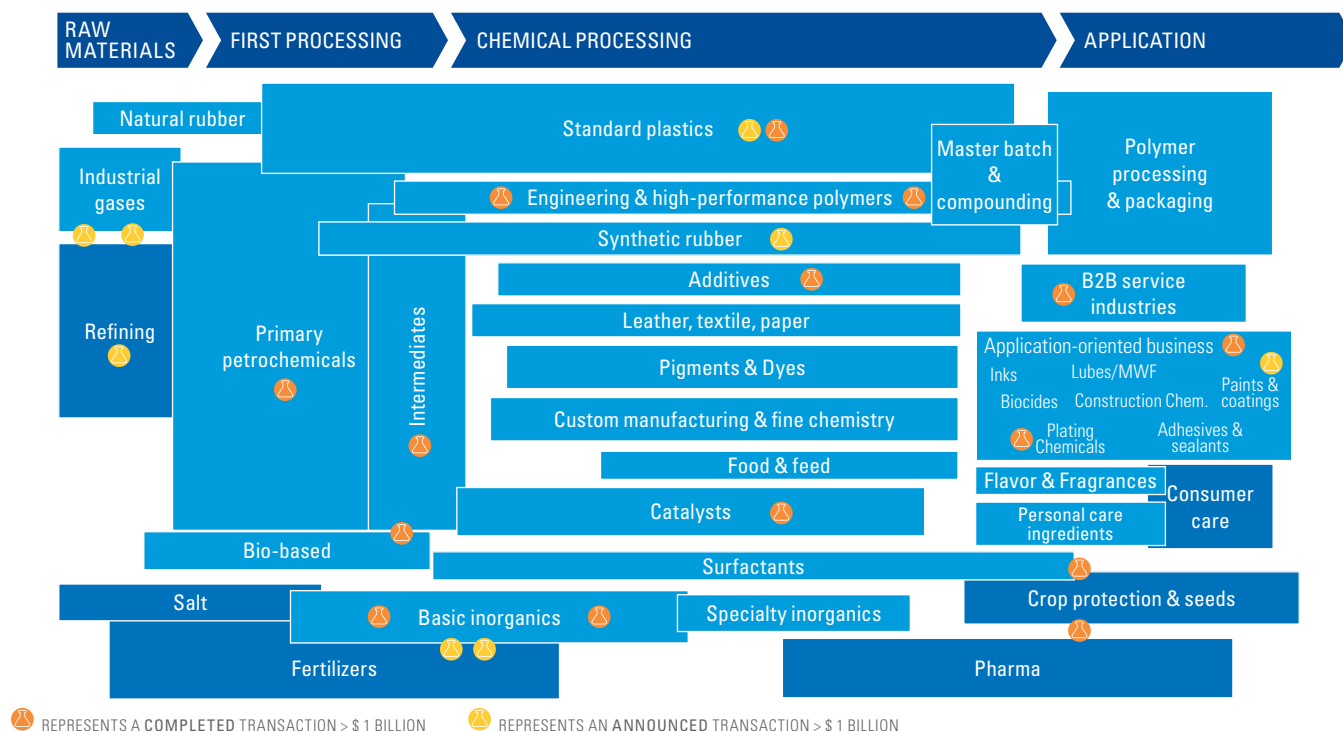 RAW
MATERIALS
FIRST PROCESSING
CHEMICAL PROCESSING
APPLICATION
Natural rubber
Standard plastics
Master batch
&
compounding
Polymer
processing
& packaging
Industrial
gases
Engineering & high-performance polymers
Synthetic rubber
Additives
B2B service
industries
Refining
Primary
petrochemicals
Intermediates
Leather, textile, paper
Pigments & Dyes
Custom manufacturing & fine chemistry
Food & feed
Catalysts
Application-oriented business
Inks
Lubes/MWF
Paints &
coatings
Biocides
Construction Chem.
Plating
Chemicals
Adhesives &
sealants
Flavor & Fragrances
Consumer
care
Personal care
ingredients
Bio-based
Surfactants
Salt
Basic inorganics
Specialty inorganics
Crop protection & seeds
Fertilizers
Pharma
REPRESENTS A COMPLETED TRANSACTION > $ 1 BILLION
REPRESENTS AN ANNOUNCED TRANSACTION > $ 1 BILLION